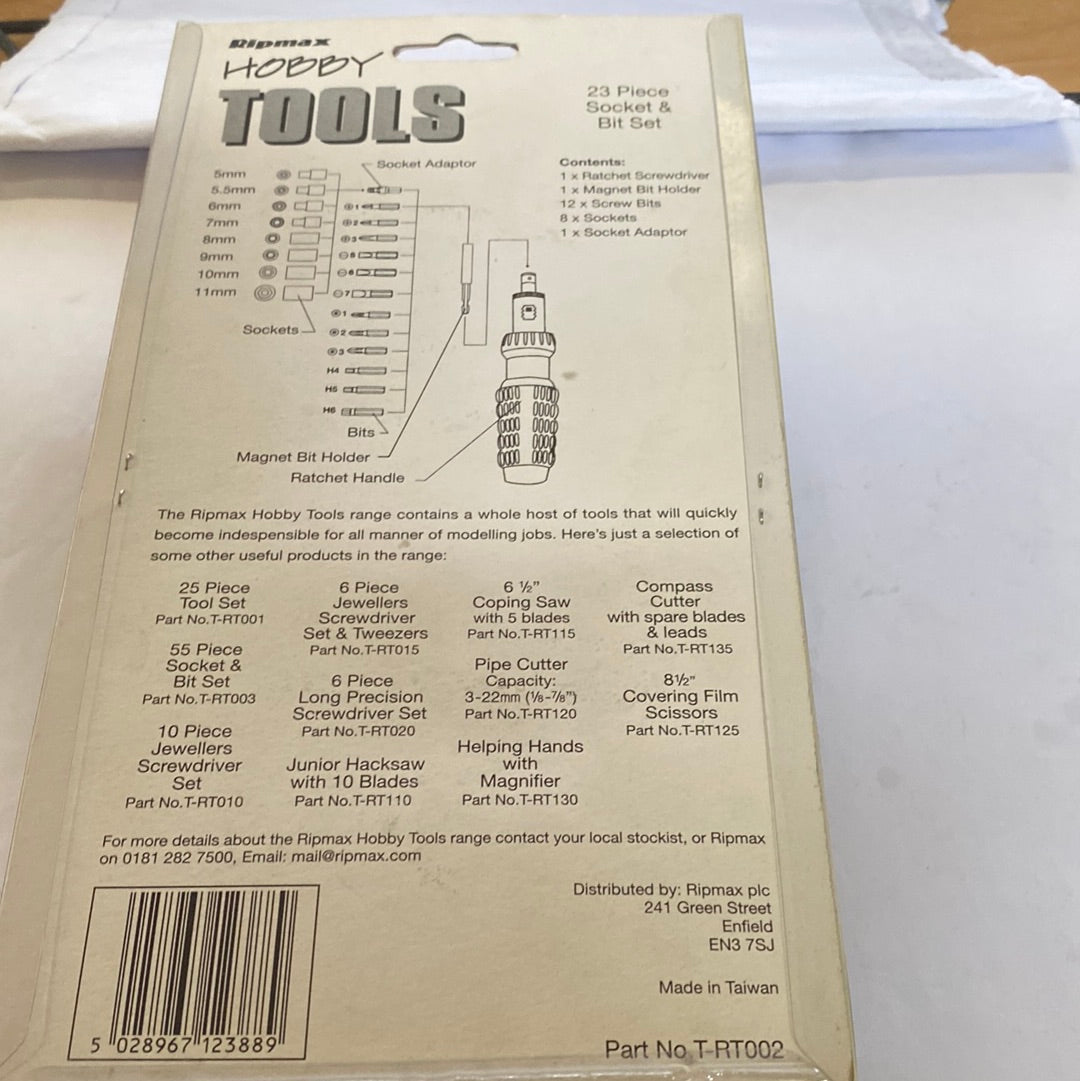 Ripmax
HOBBY
TOOLS
23 Piece
Socket &
Bit Set
Socket Adaptor
5mm
5.5mm
6mm
7mm
8mm
9mm
10mm
11mm
Sockets
1
2
3
5
6
7
1
2
3
H4
H5
H6
Bits
Magnet Bit Holder
Ratchet Handle
Contents:
1 x Ratchet Screwdriver
1 x Magnet Bit Holder
12 x Screw Bits
8 x Sockets
1 x Socket Adaptor
The Ripmax Hobby Tools range contains a whole host of tools that will quickly
become indespensible for all manner of modelling jobs. Here's just a selection of
some other useful products in the range:
25 Piece
Tool Set
Part No.T-RT001
55 Piece
Socket &
Bit Set
Part No.T-RT003
10 Piece
Jewellers
Screwdriver
Set
Part No.T-RT010
6 Piece
Jewellers
Screwdriver
Set & Tweezers
Part No.T-RT015
6 Piece
Long Precision
Screwdriver Set
Part No.T-RT020
Junior Hacksaw
with 10 Blades
Part No.T-RT110
6 ½"
Coping Saw
with 5 blades
Part No.T-RT115
Pipe Cutter
Capacity:
3-22mm (⅛-⅞")
Part No.T-RT120
Helping Hands
with
Magnifier
Part No.T-RT130
Compass
Cutter
with spare blades
& leads
Part No.T-RT135
8½"
Covering Film
Scissors
Part No.T-RT125
For more details about the Ripmax Hobby Tools range contact your local stockist, or Ripmax
on 0181 282 7500, Email: mail@ripmax.com
Distributed by: Ripmax plc
241 Green Street
Enfield
EN3 7SJ
Made in Taiwan
5 028967 123889
Part No.T-RT002